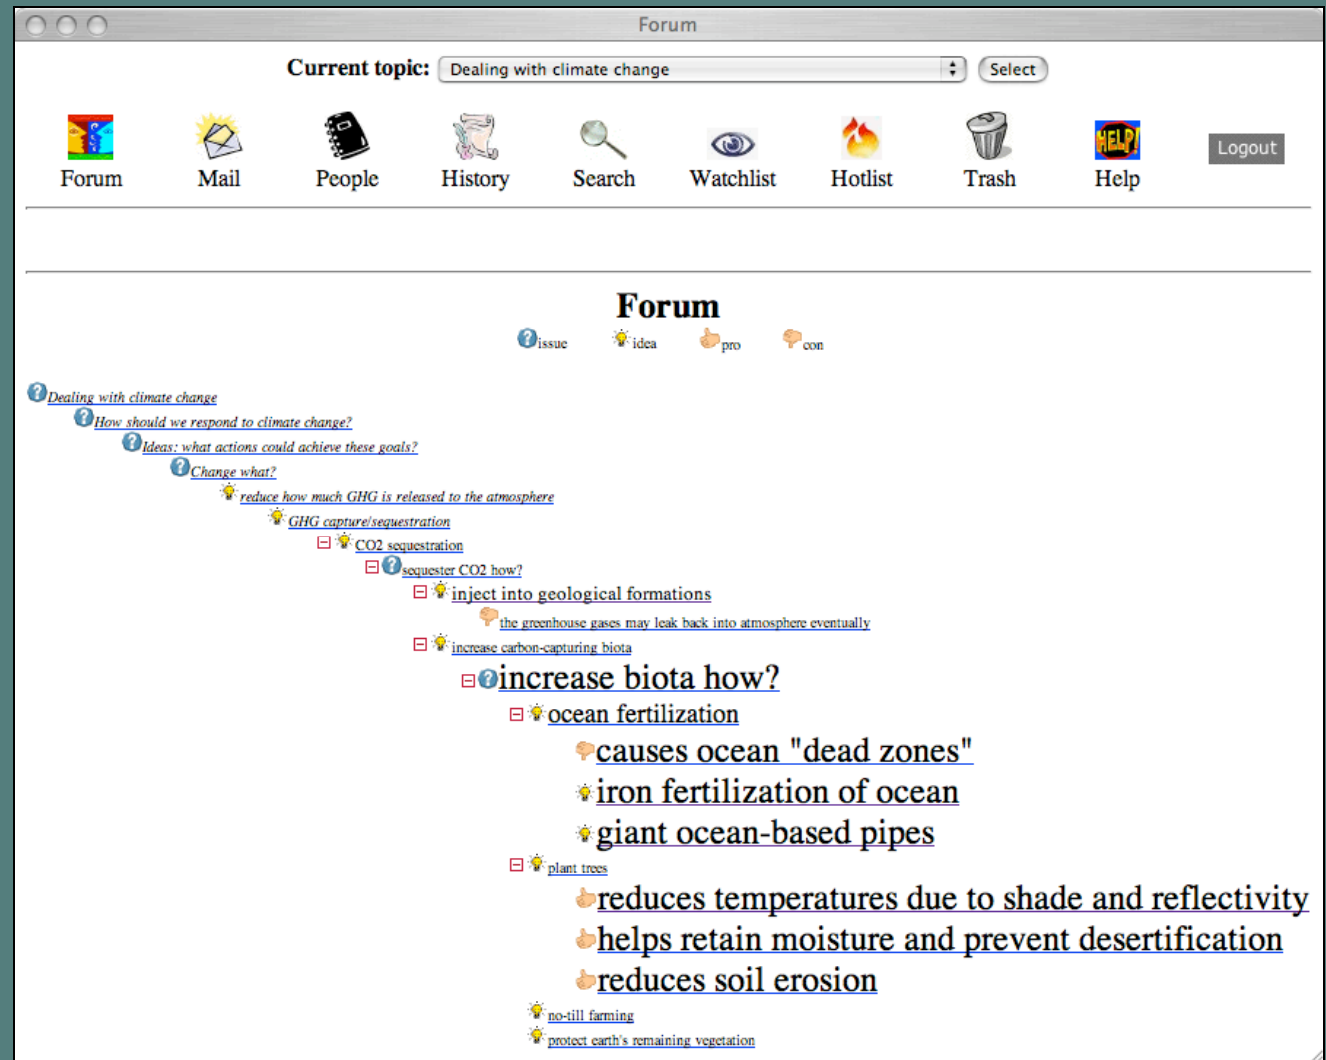 Forum
Current topic: Dealing with climate change Select
Forum Mail People History Search Watchlist Hotlist Trash HELP! Help Logout
Forum
issue idea pro con
Dealing with climate change
How should we respond to climate change?
Ideas: what actions could achieve these goals?
Change what?
reduce how much GHG is released to the atmosphere
GHG capture/sequestration
CO2 sequestration
sequester CO2 how?
inject into geological formations
the greenhouse gases may leak back into atmosphere eventually
increase carbon-capturing biota
increase biota how?
ocean fertilization
causes ocean "dead zones"
iron fertilization of ocean
giant ocean-based pipes
plant trees
reduces temperatures due to shade and reflectivity
helps retain moisture and prevent desertification
reduces soil erosion
no-till farming
protect earth's remaining vegetation